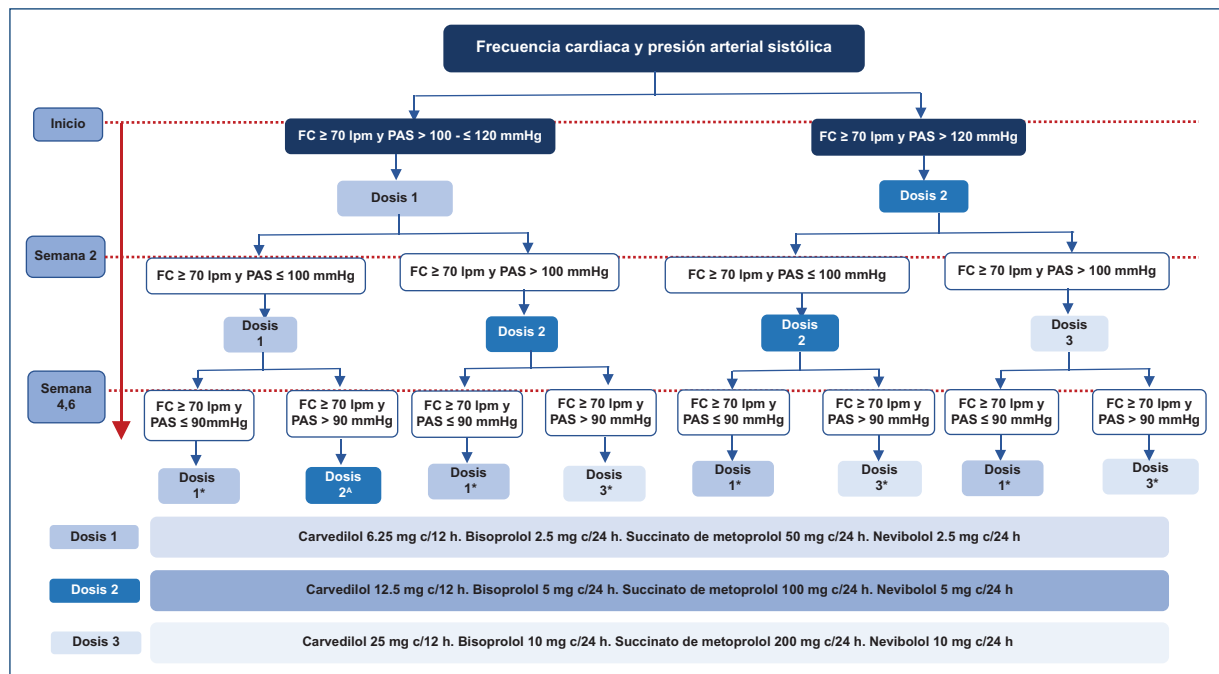 Frecuencia cardiaca y presión arterial sistólica
Inicio
FC ≥ 70 lpm y PAS > 100 - ≤ 120 mmHg
FC ≥ 70 lpm y PAS > 120 mmHg
Dosis 1
Dosis 2
Semana 2
FC ≥ 70 lpm y PAS ≤ 100 mmHg
FC ≥ 70 lpm y PAS > 100 mmHg
FC ≥ 70 lpm y PAS ≤ 100 mmHg
FC ≥ 70 lpm y PAS > 100 mmHg
Dosis
1
Dosis 2
Dosis
2
Dosis
3
Semana
4,6
FC ≥ 70 lpm y
PAS ≤ 90mmHg
FC ≥ 70 lpm y
PAS > 90 mmHg
FC ≥ 70 lpm y
PAS ≤ 90 mmHg
FC ≥ 70 lpm y
PAS > 90 mmHg
FC ≥ 70 lpm y
PAS ≤ 90 mmHg
FC ≥ 70 lpm y
PAS > 90 mmHg
FC ≥ 70 lpm y
PAS ≤ 90 mmHg
FC ≥ 70 lpm y
PAS > 90 mmHg
Dosis
1*
Dosis
2ᴬ
Dosis
1*
Dosis
3*
Dosis
1*
Dosis
3*
Dosis
1*
Dosis
3*
Dosis 1
Carvedilol 6.25 mg c/12 h. Bisoprolol 2.5 mg c/24 h. Succinato de metoprolol 50 mg c/24 h. Nevibolol 2.5 mg c/24 h
Dosis 2
Carvedilol 12.5 mg c/12 h. Bisoprolol 5 mg c/24 h. Succinato de metoprolol 100 mg c/24 h. Nevibolol 5 mg c/24 h
Dosis 3
Carvedilol 25 mg c/12 h. Bisoprolol 10 mg c/24 h. Succinato de metoprolol 200 mg c/24 h. Nevibolol 10 mg c/24 h